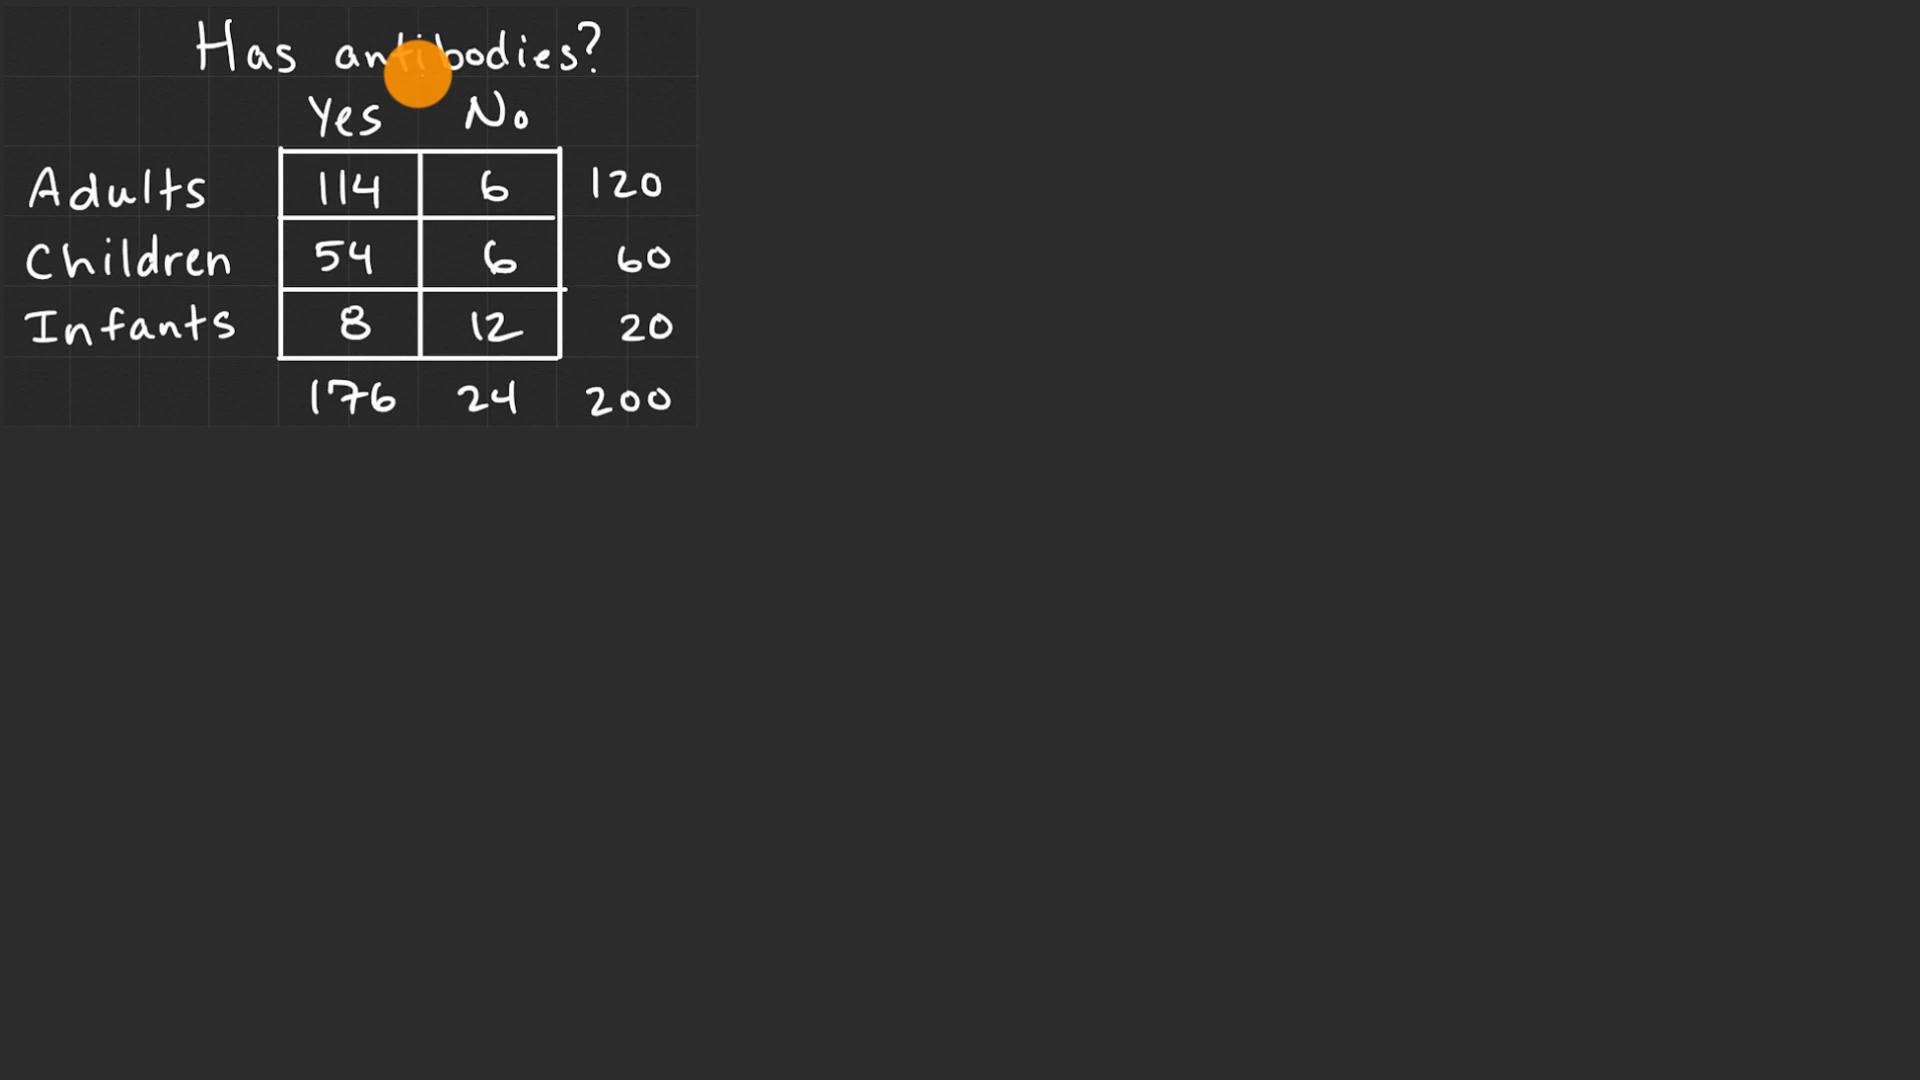 Has antibodies?
Yes No
Adults 114 6 120
Children 54 6 60
Infants 8 12 20
176 24 200